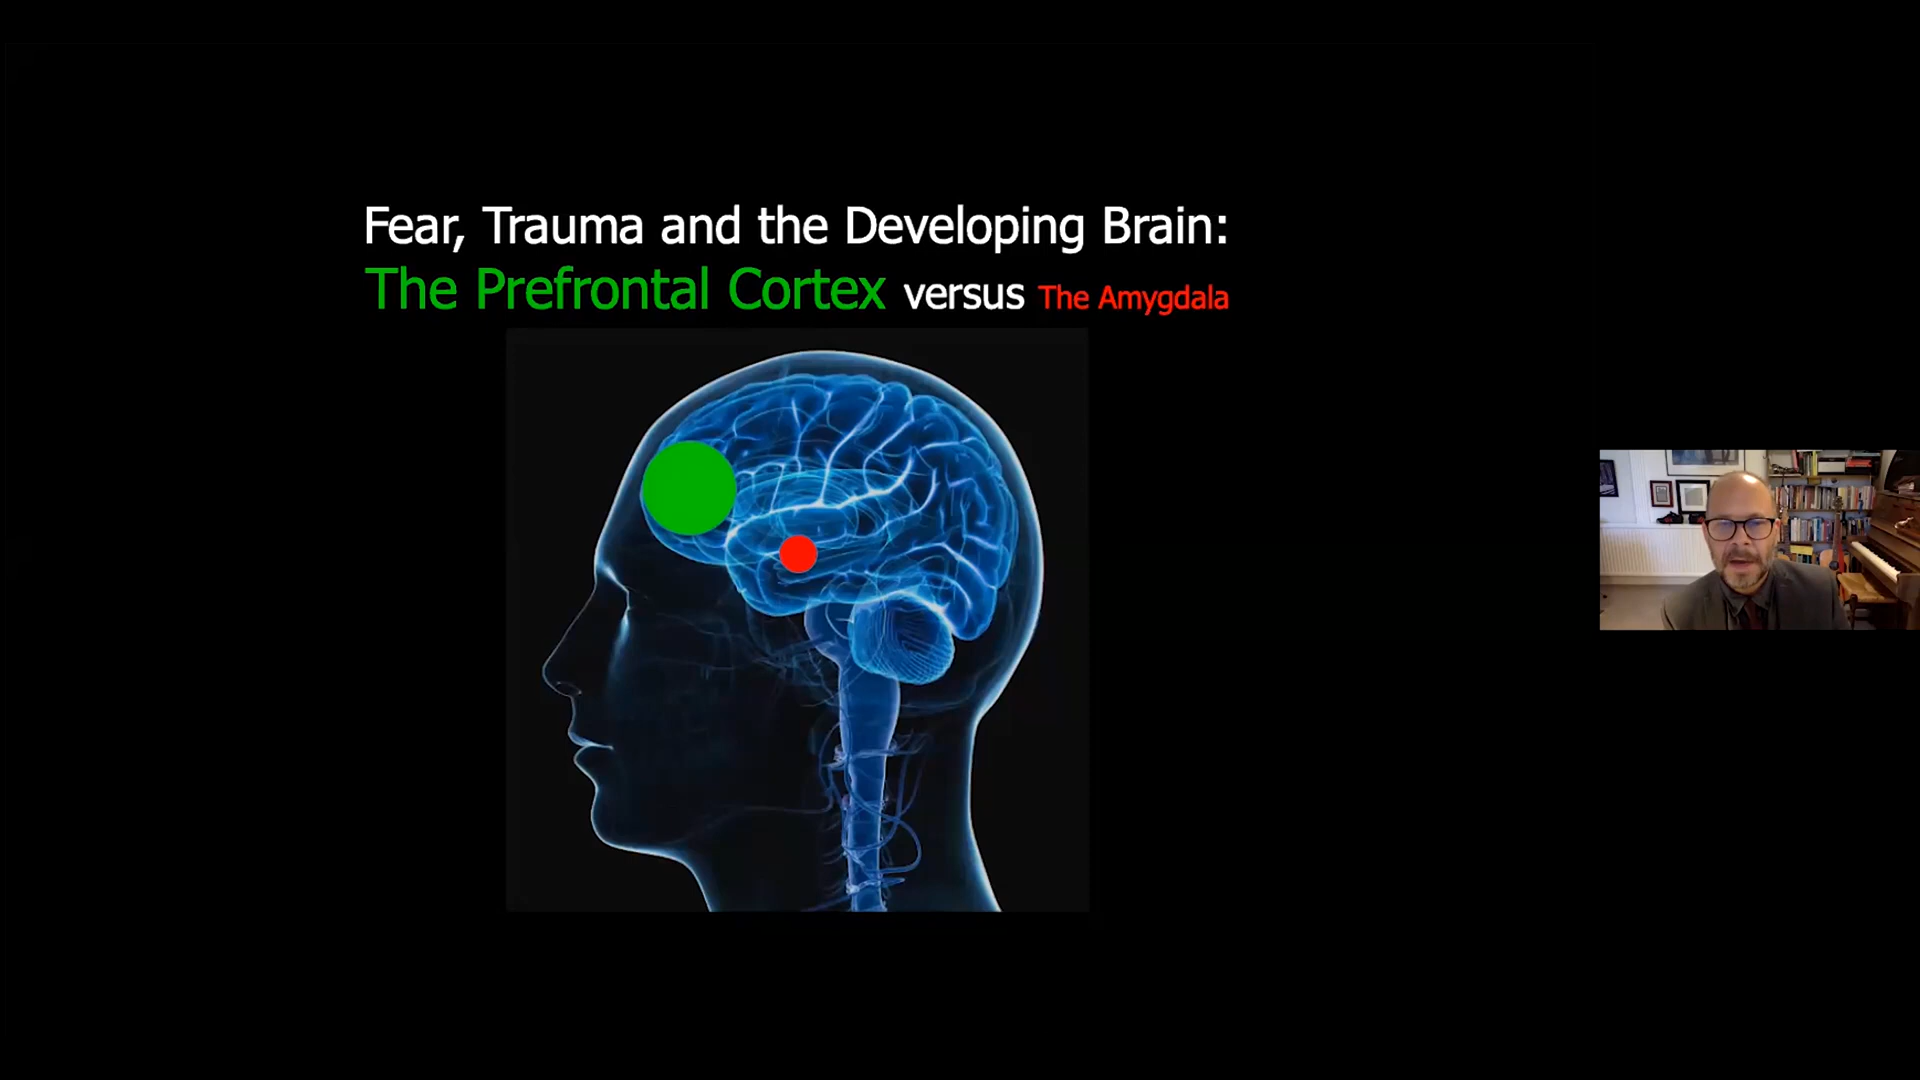 Fear, Trauma and the Developing Brain:
The Prefrontal Cortex versus The Amygdala